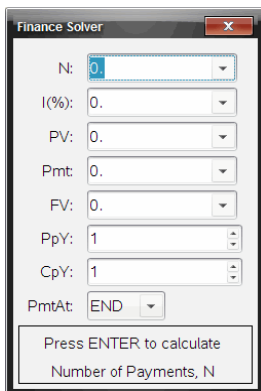 Finance Solver
N: 0.
I(%): 0.
PV: 0.
Pmt: 0.
FV: 0.
PpY: 1
CpY: 1
PmtAt: END
Press ENTER to calculate
Number of Payments, N